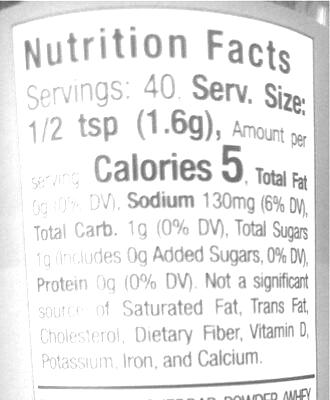 Nutrition Facts
Servings: 40. Serv. Size:
1/2 tsp (1.6g), Amount per
serving Calories 5, Total Fat
0g (0% DV), Sodium 130mg (6% DV),
Total Carb. 1g (0% DV), Total Sugars
1g (Includes 0g Added Sugars, 0% DV),
Protein 0g (0% DV). Not a significant
source of Saturated Fat, Trans Fat,
Cholesterol, Dietary Fiber, Vitamin D,
Potassium, Iron, and Calcium.
POWDER (WHEY